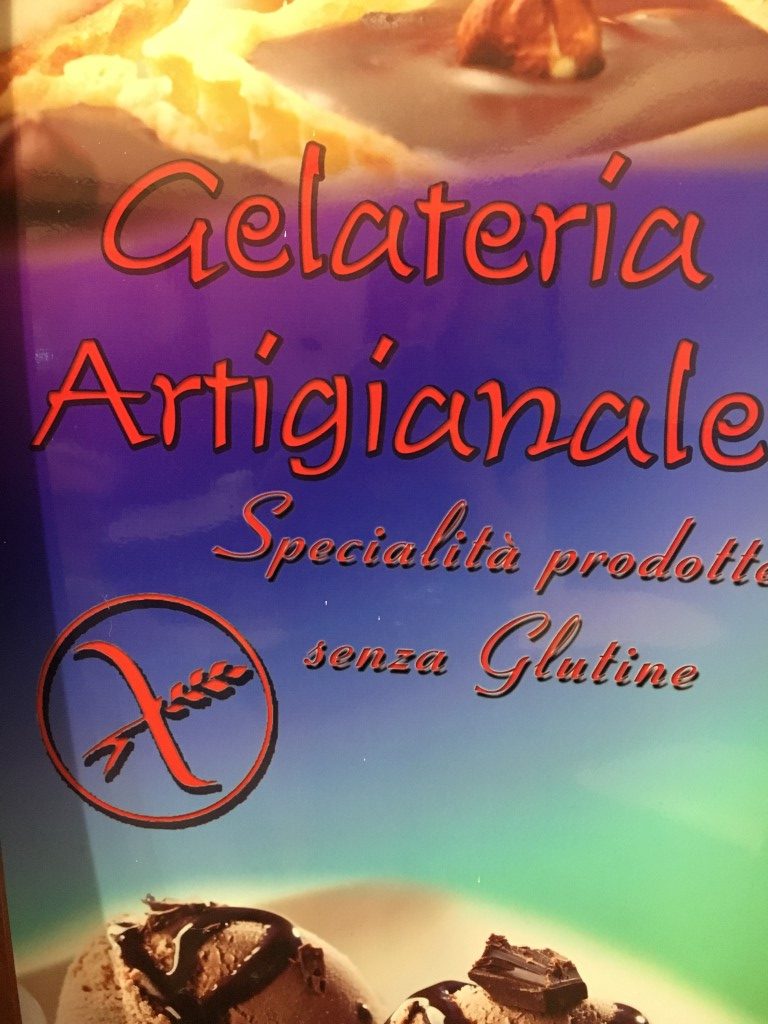 Gelateria
Artigianale
Specialità prodotte
senza Glutine